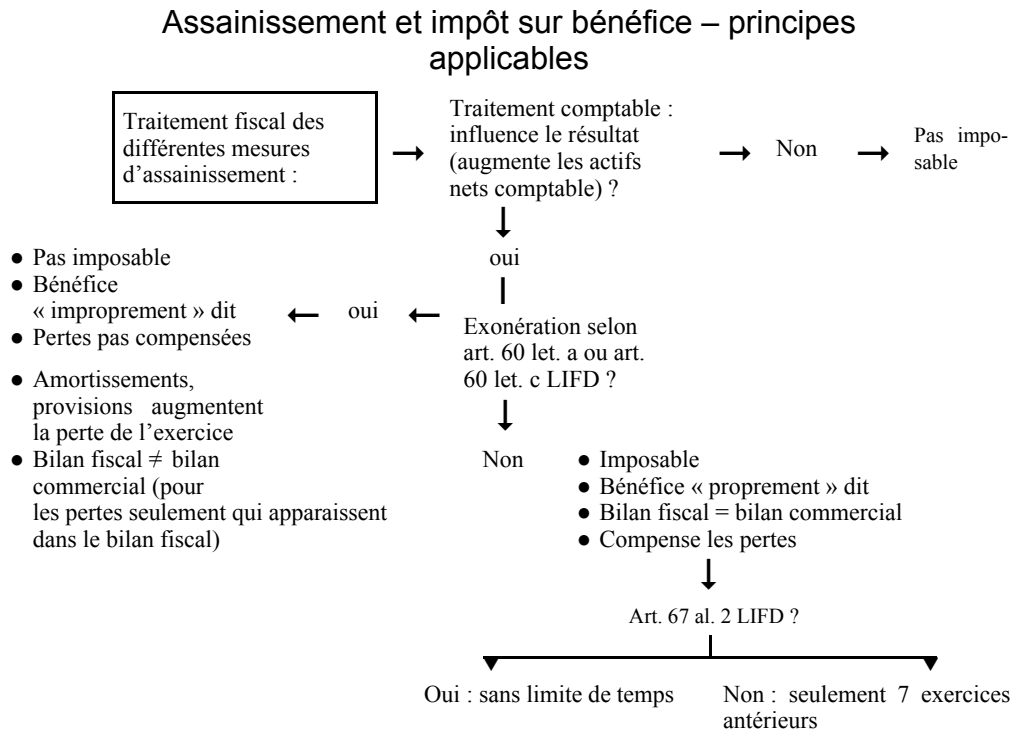 Assainissement et impôt sur bénéfice – principes
applicables
Traitement fiscal des
différentes mesures
d’assainissement :
Traitement comptable :
influence le résultat
(augmente les actifs
nets comptable) ?
Non
Pas impo-
sable
oui
Exonération selon
art. 60 let. a ou art.
60 let. c LIFD ?
oui
● Pas imposable
● Bénéfice
« improprement » dit
● Pertes pas compensées
● Amortissements,
provisions augmentent
la perte de l’exercice
● Bilan fiscal ≠ bilan
commercial (pour
les pertes seulement qui apparaissent
dans le bilan fiscal)
Non
● Imposable
● Bénéfice « proprement » dit
● Bilan fiscal = bilan commercial
● Compense les pertes
Art. 67 al. 2 LIFD ?
Oui : sans limite de temps
Non : seulement 7 exercices
antérieurs